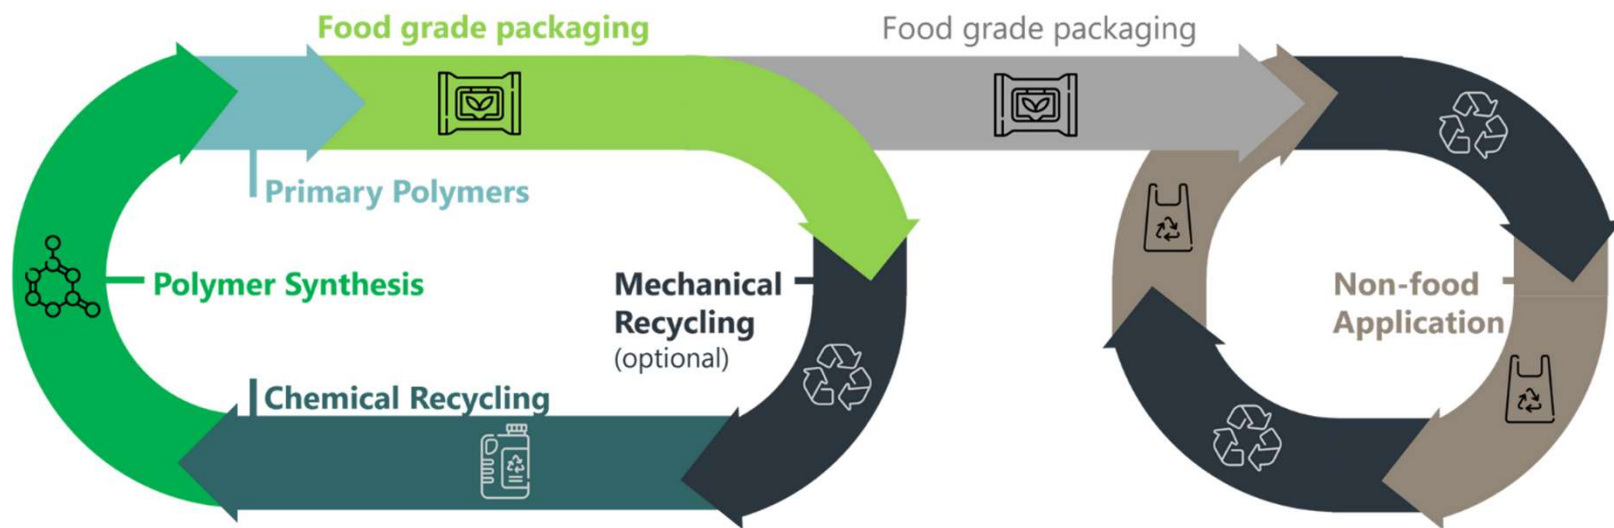 Food grade packaging
Food grade packaging
Primary Polymers
Polymer Synthesis
Mechanical
Recycling
(optional)
Non-food
Application
Chemical Recycling